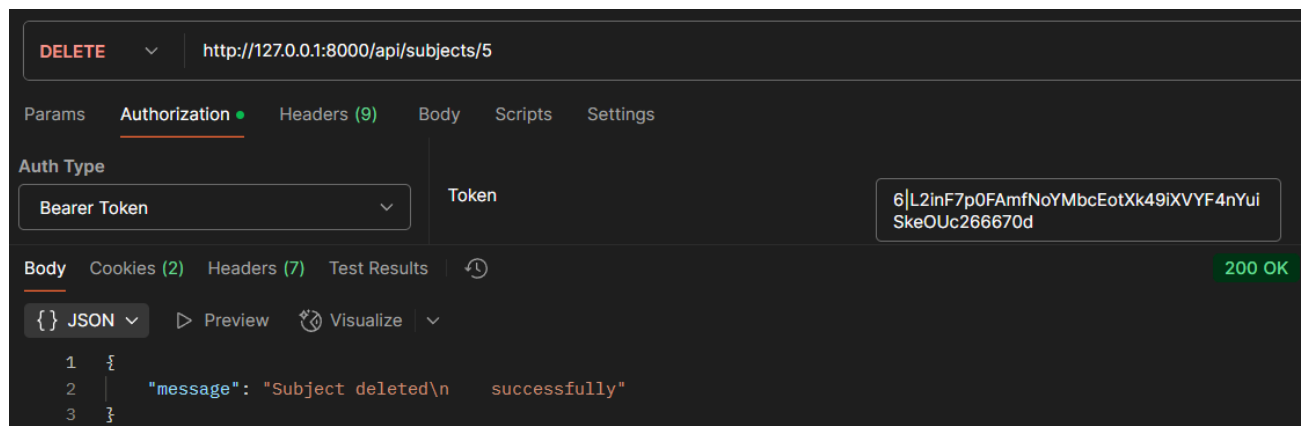 DELETE http://127.0.0.1:8000/api/subjects/5
Params Authorization Headers (9) Body Scripts Settings
Auth Type
Bearer Token
Token
6|L2inF7p0FAmfNoYMbcEotXk49iXVYF4nYui
SkeOUc266670d
Body Cookies (2) Headers (7) Test Results
200 OK
{} JSON Preview Visualize
1 {
2 "message": "Subject deleted\n    successfully"
3 }